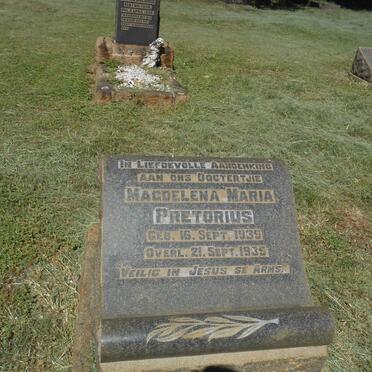 In Liefdevolle Aandenking
aan ons Dogtertjie
Magdelena Maria
Pretorius
Geb. 16. Sept. 1939
Overl. 21. Sept. 1939
Veilig in Jesus se Arms.